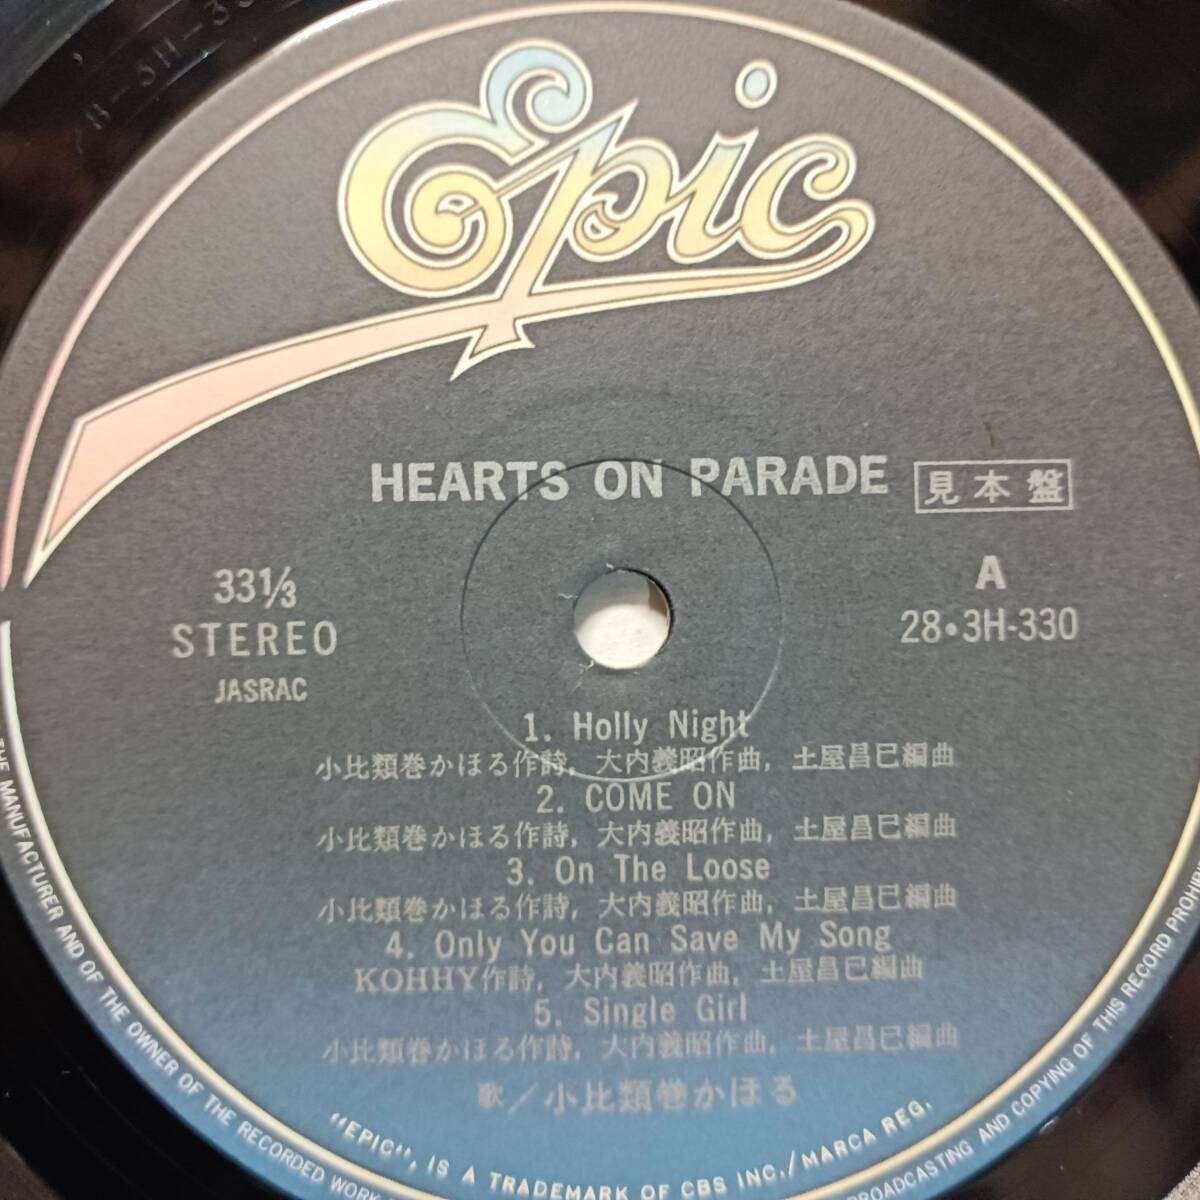 Epic
HEARTS ON PARADE 見本盤
33⅓
STEREO
JASRAC
A
28・3H-330
1. Holly Night
小比類巻かほる作詩, 大内義昭作曲, 土屋昌巳編曲
2. COME ON
小比類巻かほる作詩, 大内義昭作曲, 土屋昌巳編曲
3. On The Loose
小比類巻かほる作詩, 大内義昭作曲, 土屋昌巳編曲
4. Only You Can Save My Song
KOHHY作詩, 大内義昭作曲, 土屋昌巳編曲
5. Single Girl
小比類巻かほる作詩, 大内義昭作曲, 土屋昌巳編曲
歌/小比類巻かほる
"EPIC", IS A TRADEMARK OF CBS INC./MARCA REG.
THE MANUFACTURER AND OF THE OWNER OF THE RECORDED WORK
BROADCASTING AND COPYING OF THIS RECORD